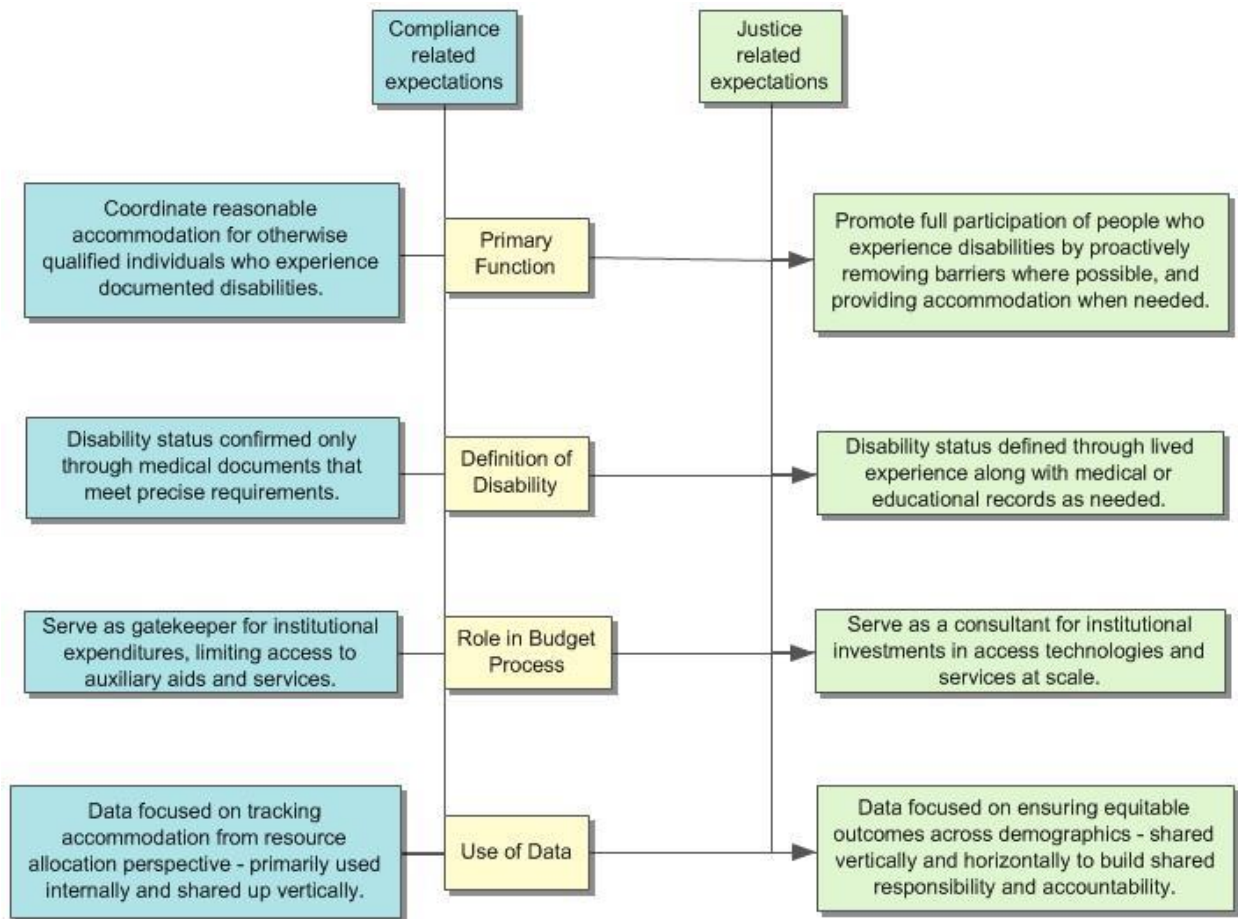 Compliance
related
expectations
Justice
related
expectations
Coordinate reasonable
accommodation for otherwise
qualified individuals who experience
documented disabilities.
Primary
Function
Promote full participation of people who
experience disabilities by proactively
removing barriers where possible, and
providing accommodation when needed.
Disability status confirmed only
through medical documents that
meet precise requirements.
Definition of
Disability
Disability status defined through lived
experience along with medical or
educational records as needed.
Serve as gatekeeper for institutional
expenditures, limiting access to
auxiliary aids and services.
Role in Budget
Process
Serve as a consultant for institutional
investments in access technologies and
services at scale.
Data focused on tracking
accommodation from resource
allocation perspective - primarily used
internally and shared up vertically.
Use of Data
Data focused on ensuring equitable
outcomes across demographics - shared
vertically and horizontally to build shared
responsibility and accountability.